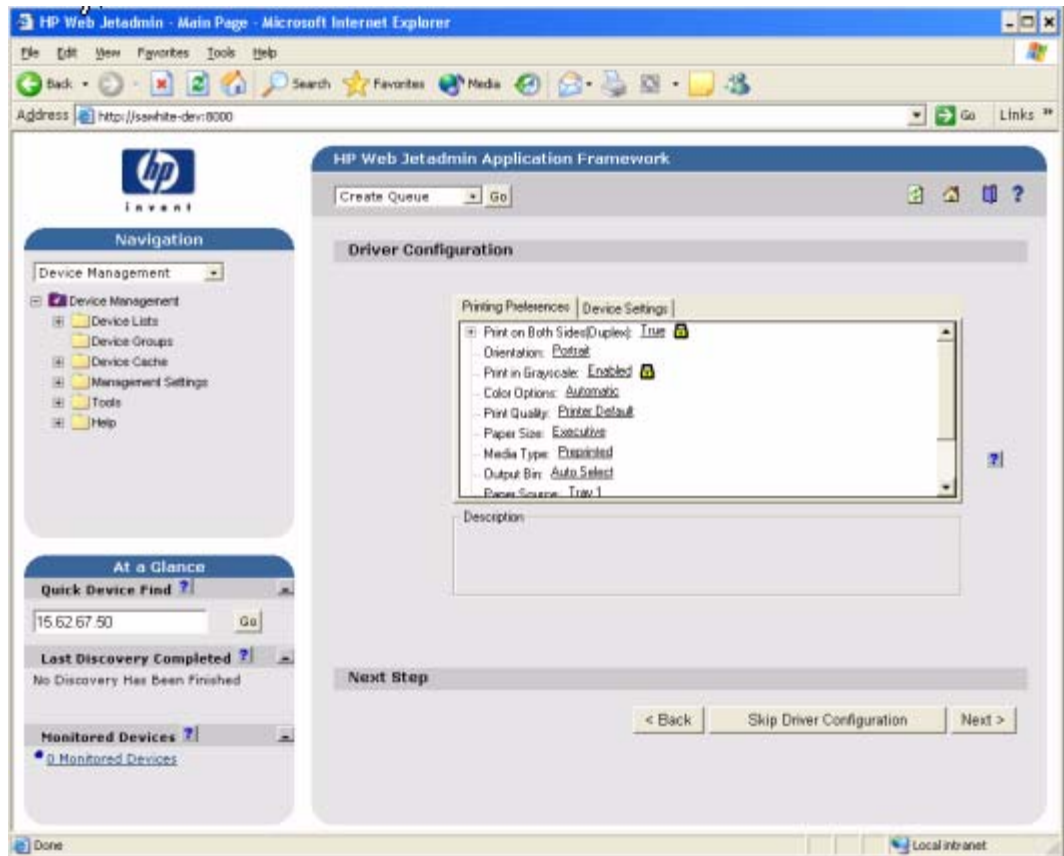 HP Web Jetadmin - Main Page - Microsoft Internet Explorer
File Edit View Favorites Tools Help
Back Search Favorites Media
Address http://sawhite-dev:8000 Go Links »
hp
invent
HP Web Jetadmin Application Framework
Create Queue Go
?
Navigation
Device Management
Device Management
Device Lists
Device Groups
Device Cache
Management Settings
Tools
Help
Driver Configuration
Printing Preferences Device Settings
Print on Both Sides(Duplex): True
Orientation: Portrait
Print in Grayscale: Enabled
Color Options: Automatic
Print Quality: Printer Default
Paper Size: Executive
Media Type: Preprinted
Output Bin: Auto Select
Paper Source: Tray 1
?
Description
At a Glance
Quick Device Find ?
15.62.67.50 Go
Last Discovery Completed ?
No Discovery Has Been Finished
Monitored Devices ?
0 Monitored Devices
Next Step
< Back Skip Driver Configuration Next >
Done Local intranet